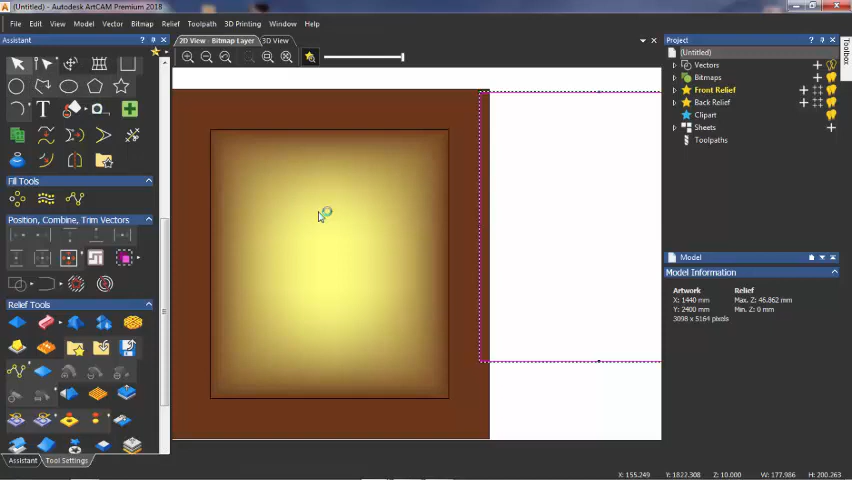 (Untitled) - Autodesk ArtCAM Premium 2018
File Edit View Model Vector Bitmap Relief Toolpath 3D Printing Window Help
Assistant
2D View - Bitmap Layer 3D View
Project
Toolbox
(Untitled)
Vectors
Bitmaps
Front Relief
Back Relief
Clipart
Sheets
Toolpaths
T
Fill Tools
Position, Combine, Trim Vectors
Relief Tools
Model
Model Information
Artwork Relief
X: 1440 mm Max. Z: 46.862 mm
Y: 2400 mm Min. Z: 0 mm
3098 x 5164 pixels
Assistant Tool Settings
X: 155.249 Y: 1822.308 Z: 10.000 W: 177.986 H: 200.263